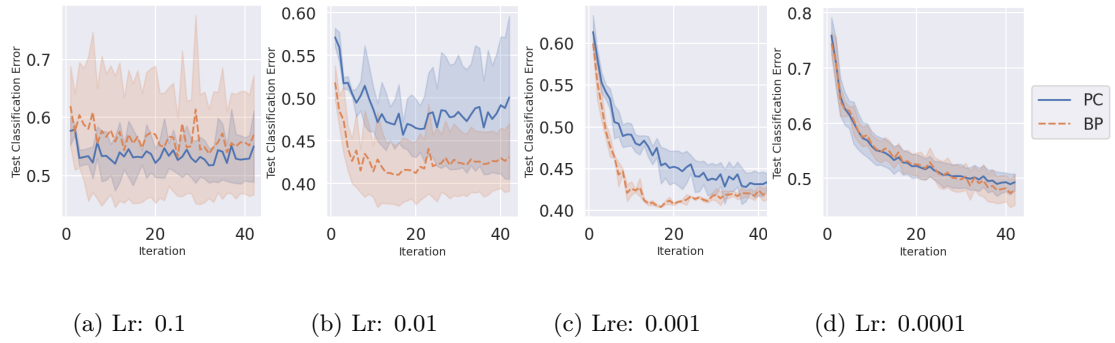 Test Classification Error
0.7
0.6
0.5
0 20 40
Iteration
(a) Lr: 0.1
Test Classification Error
0.60
0.55
0.50
0.45
0.40
0 20 40
Iteration
(b) Lr: 0.01
Test Classification Error
0.60
0.55
0.50
0.45
0.40
0 20 40
Iteration
(c) Lre: 0.001
Test Classification Error
0.8
0.7
0.6
0.5
0 20 40
Iteration
(d) Lr: 0.0001
PC
BP